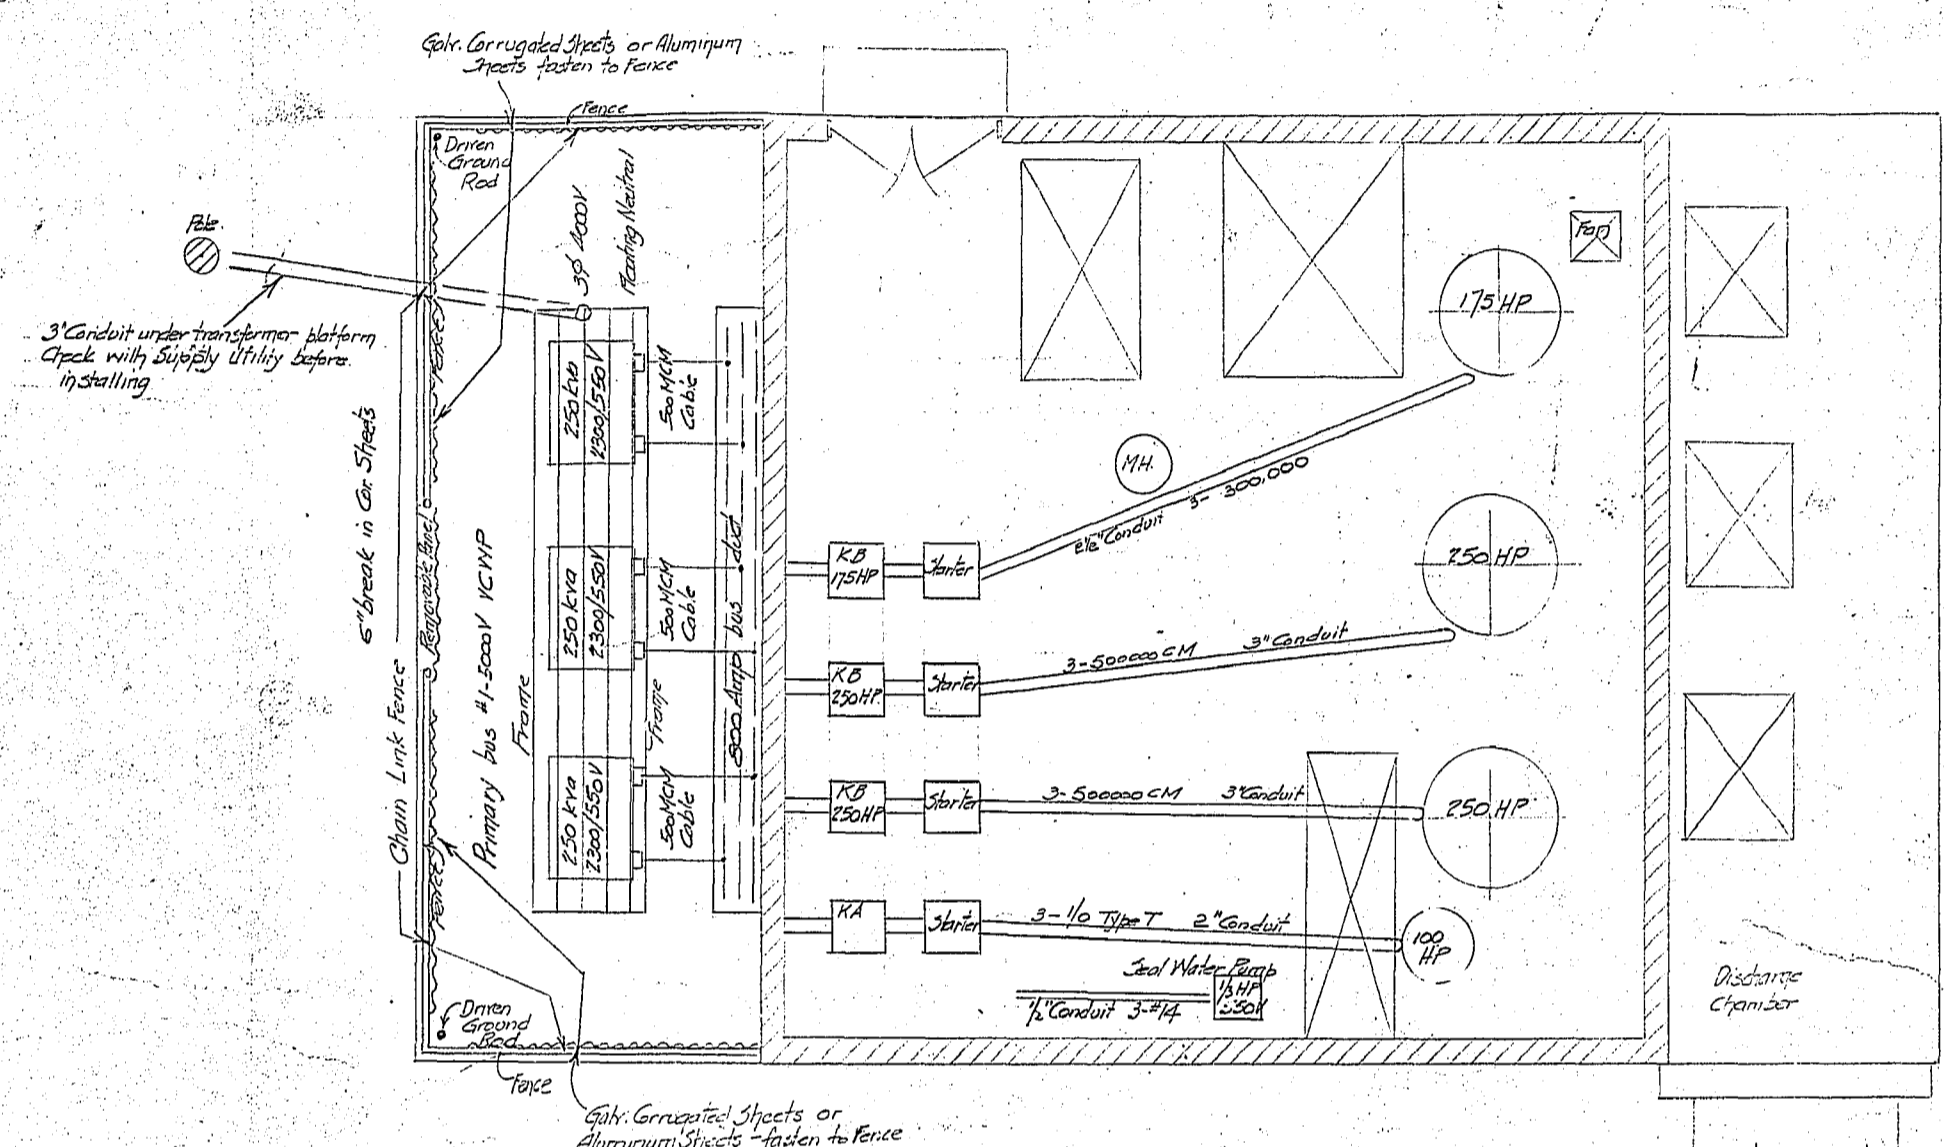 Galv. Corrugated Sheets or Aluminum
Sheets fasten to Fence
Fence
Driven
Ground
Rod
Pole
3" Conduit under transformer platform
Check with Supply Utility before
installing
3φ 4000V
Floating Neutral
6" break in Cor. Sheets
Chain Link Fence
Fence
Removable Panel
Fence
Primary bus #1-5000V VCWP
Frame
250 kva
2300/550V
500 MCM
Cable
250 kva
2300/550V
500 MCM
Cable
Frame
250 kva
2300/550V
500 MCM
Cable
800 Amp bus duct
Fan
175 HP
M.H.
2½" Conduit 3- 300,000
KB
175HP
Starter
250 HP
KB
250HP
Starter
3-500000 CM 3" Conduit
KB
250HP
Starter
3-500000 CM 3" Conduit
250 HP
KA
Starter
3-1/0 Type T 2" Conduit
100
HP
Seal Water Pump
1/3 HP
550V
½" Conduit 3-#14
Discharge
Chamber
Driven
Ground
Rod
Fence
Galv. Corrugated Sheets or
Aluminum Sheets - fasten to Fence